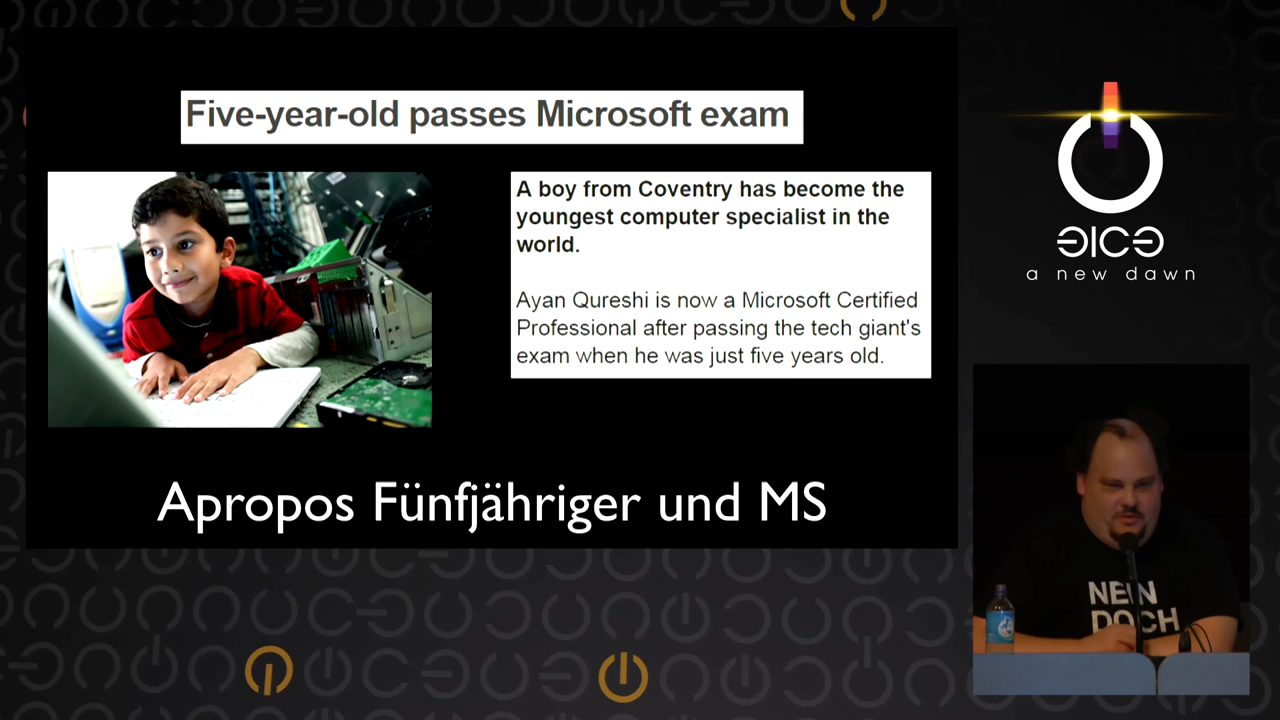 Five-year-old passes Microsoft exam
A boy from Coventry has become the
youngest computer specialist in the
world.
Ayan Qureshi is now a Microsoft Certified
Professional after passing the tech giant's
exam when he was just five years old.
Apropos Fünfjähriger und MS
a new dawn
NEIN
DOCH